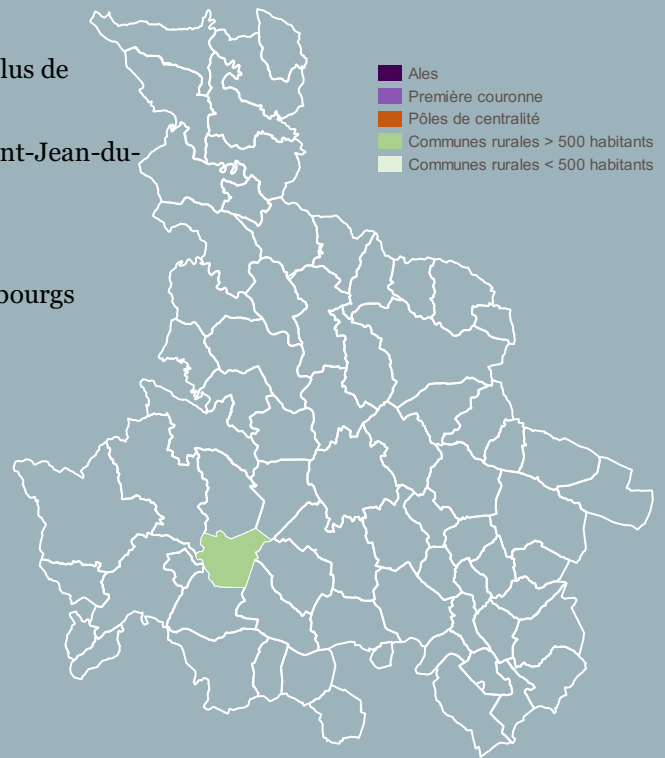 lus de
nt-Jean-du-
bourgs
Ales
Première couronne
Pôles de centralité
Communes rurales > 500 habitants
Communes rurales < 500 habitants